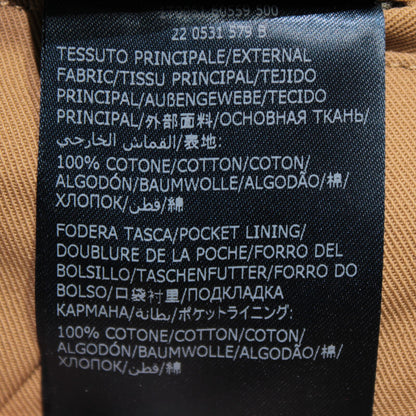 22 0531 579 B
TESSUTO PRINCIPALE/EXTERNAL
FABRIC/TISSU PRINCIPAL/TEJIDO
PRINCIPAL/AUßENGEWEBE/TECIDO
PRINCIPAL/外部面料/ОСНОВНАЯ ТКАНЬ/
القماش الخارجي/表地:
100% COTONE/COTTON/COTON/
ALGODÓN/BAUMWOLLE/ALGODÃO/棉/
ХЛОПОК/قطن/綿
FODERA TASCA/POCKET LINING/
DOUBLURE DE LA POCHE/FORRO DEL
BOLSILLO/TASCHENFUTTER/FORRO DO
BOLSO/口袋衬里/ПОДКЛАДКА
КАРМАНА/بطانة/ポケットライニング:
100% COTONE/COTTON/COTON/
ALGODÓN/BAUMWOLLE/ALGODÃO/棉/
ХЛОПОК/قطن/綿